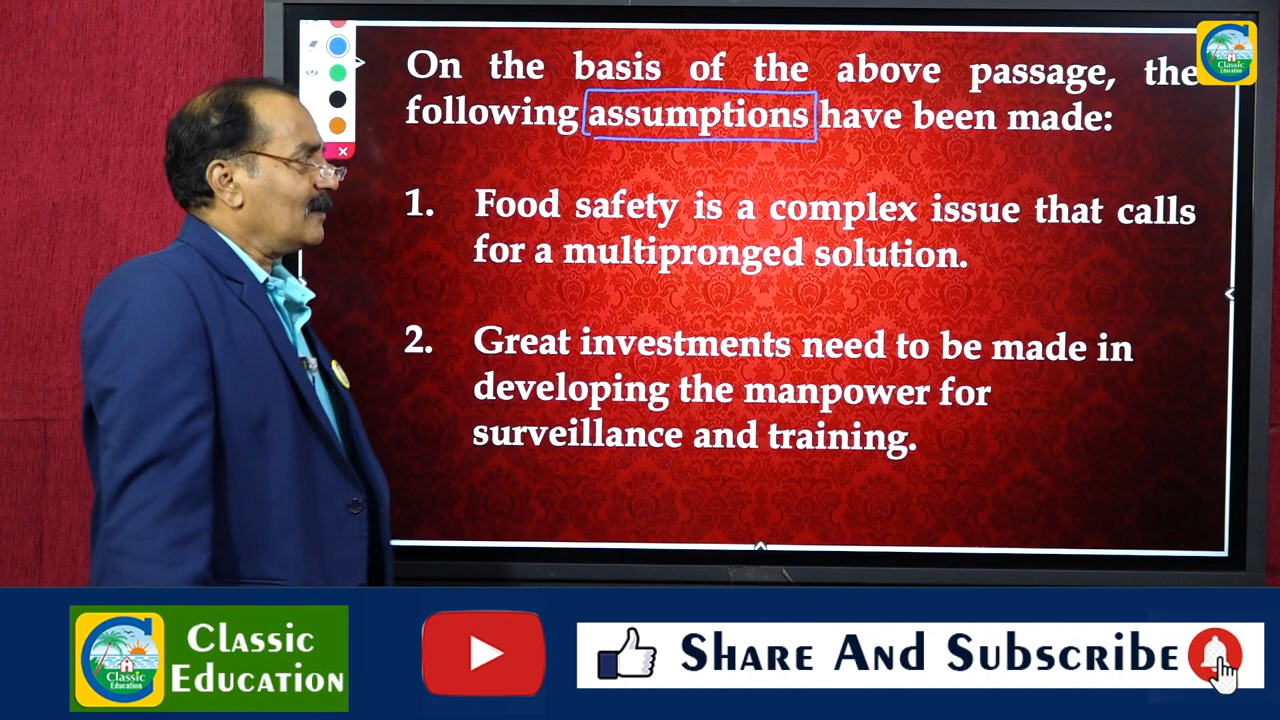 On the basis of the above passage, the
following assumptions have been made:
1. Food safety is a complex issue that calls
for a multipronged solution.
2. Great investments need to be made in
developing the manpower for
surveillance and training.
Classic
Education
Classic
Education
Classic
Education
Share And Subscribe